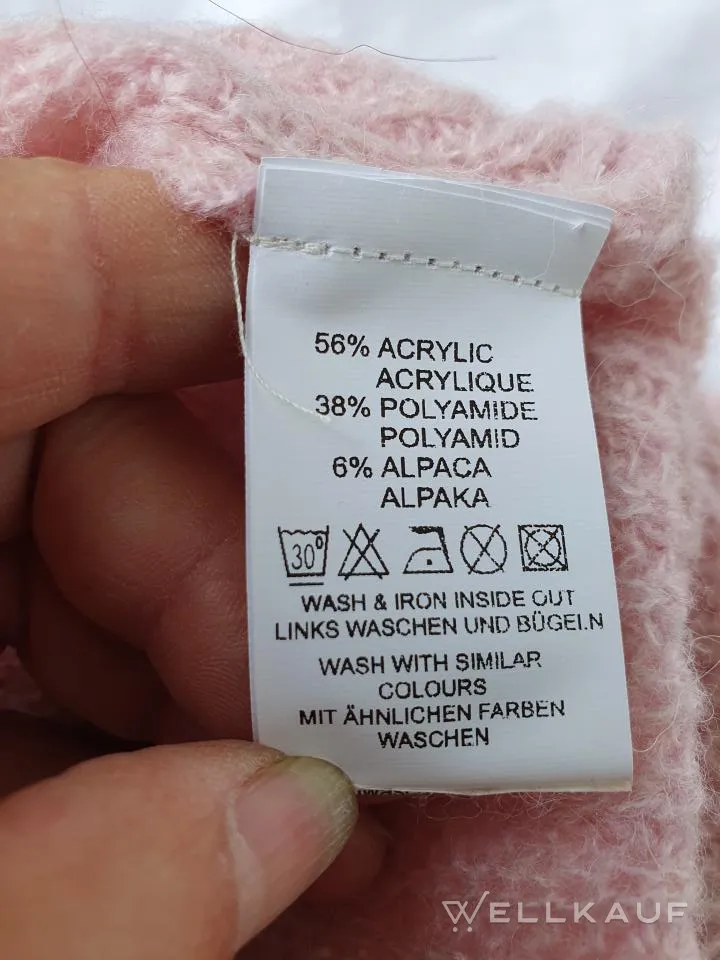 56% ACRYLIC
ACRYLIQUE
38% POLYAMIDE
POLYAMID
6% ALPACA
ALPAKA
30°
WASH & IRON INSIDE OUT
LINKS WASCHEN UND BÜGELN
WASH WITH SIMILAR
COLOURS
MIT ÄHNLICHEN FARBEN
WASCHEN
WELLKAUF